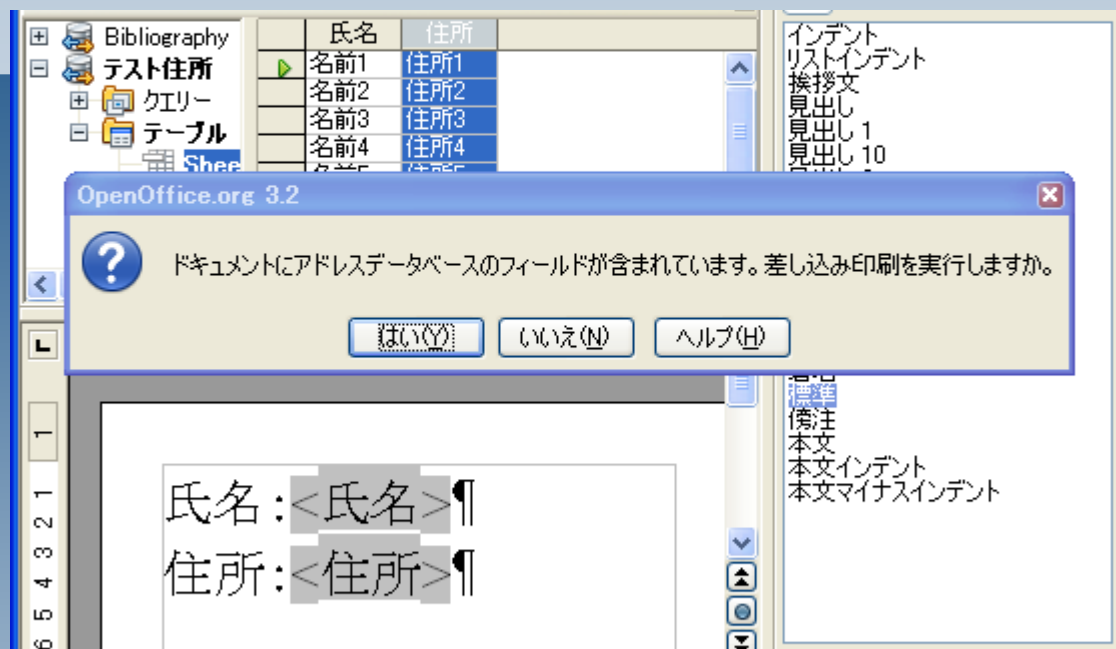 Bibliography
テスト住所
クエリー
テーブル
Shee
氏名 住所
名前1 住所1
名前2 住所2
名前3 住所3
名前4 住所4
インデント
リストインデント
挨拶文
見出し
見出し 1
見出し 10
OpenOffice.org 3.2
ドキュメントにアドレスデータベースのフィールドが含まれています。差し込み印刷を実行しますか。
はい(Y) いいえ(N) ヘルプ(H)
標準
傍注
本文
本文インデント
本文マイナスインデント
1
1
2
3
4
5
6
氏名:<氏名>¶
住所:<住所>¶